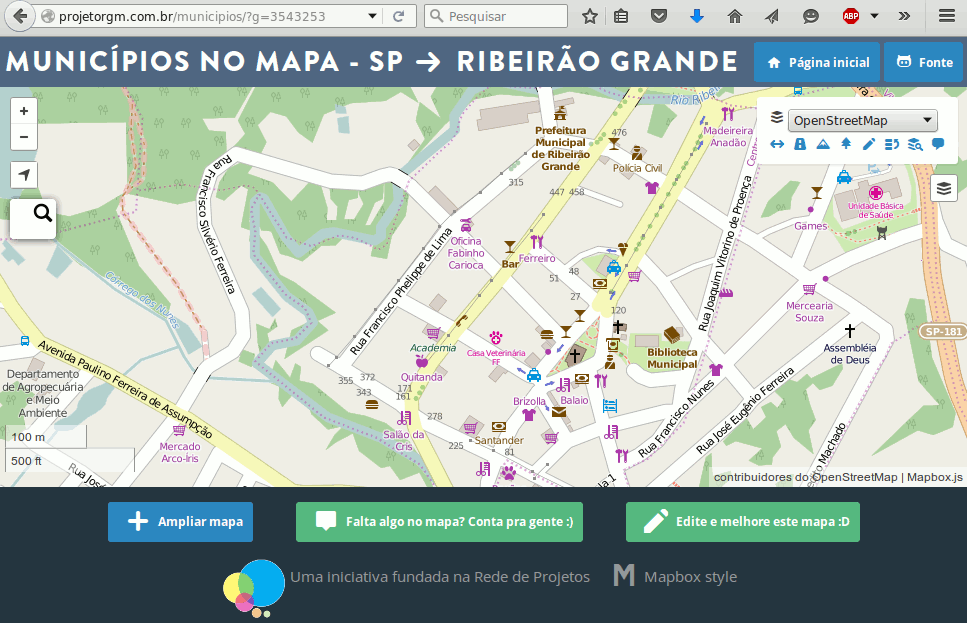 projetorgm.com.br/municipios/?g=3543253
Pesquisar
ABP
MUNICÍPIOS NO MAPA - SP → RIBEIRÃO GRANDE
Página inicial
Fonte
+
−
OpenStreetMap
Prefeitura
Municipal
de Ribeirão
Grande
476
Polícia Civil
Madeireira
Anadão
315
447
458
Rua Francisco Silvério Ferreira
Unidade Básica
de Saúde
Games
Oficina
Fabinho
Carioca
Rua Francisco Phelippe de Lima
Bar
Ferreiro
51
48
27
Rua Joaquim Vitorino de Proença
Córrego dos Nunes
120
Mercearia
Souza
SP-181
Academia
Casa Veterinária
FF
Biblioteca
Municipal
Assembléia
de Deus
Avenida Paulino Ferreira de Assumpção
Departamento
de Agropecuária
e Meio
Ambiente
Quitanda
355
372
343
171
161
278
Brizolla
Balaio
Rua Francisco Nunes
Rua José Eugênio Ferreira
Salão da
Cris
Santander
225
81
Mercado
Arco-Iris
100 m
500 ft
Rua José
Machado
contribuidores do OpenStreetMap | Mapbox.js
Ampliar mapa
Falta algo no mapa? Conta pra gente :)
Edite e melhore este mapa :D
Uma iniciativa fundada na Rede de Projetos
M Mapbox style